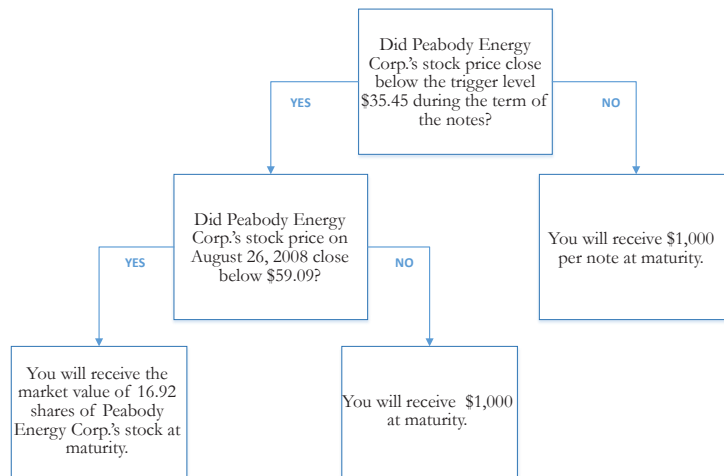 Did Peabody Energy
Corp.'s stock price close
below the trigger level
$35.45 during the term of
the notes?
YES
NO
Did Peabody Energy
Corp.'s stock price on
August 26, 2008 close
below $59.09?
You will receive $1,000
per note at maturity.
YES
NO
You will receive the
market value of 16.92
shares of Peabody
Energy Corp.'s stock at
maturity.
You will receive $1,000
at maturity.